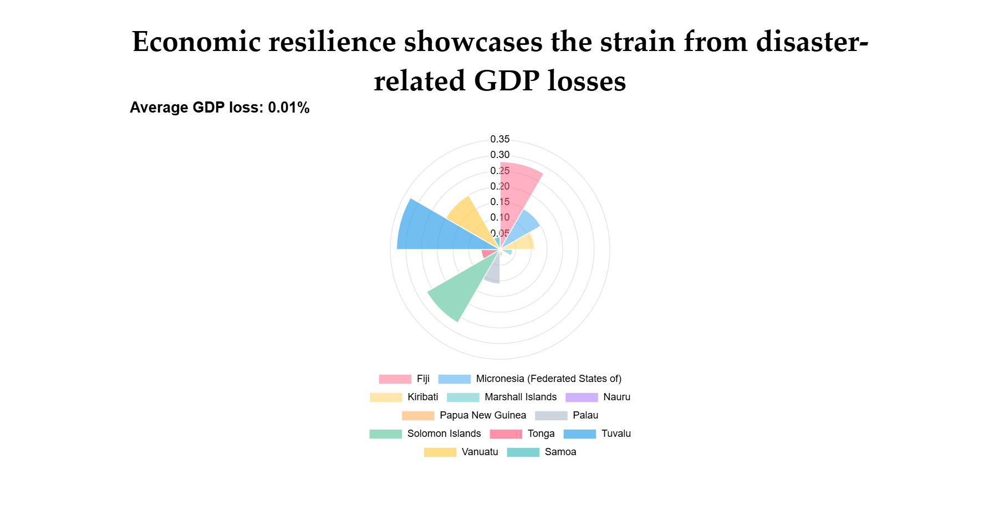 Economic resilience showcases the strain from disaster-
related GDP losses
Average GDP loss: 0.01%
0.35
0.30
0.25
0.20
0.15
0.10
0.05
Fiji Micronesia (Federated States of)
Kiribati Marshall Islands Nauru
Papua New Guinea Palau
Solomon Islands Tonga Tuvalu
Vanuatu Samoa